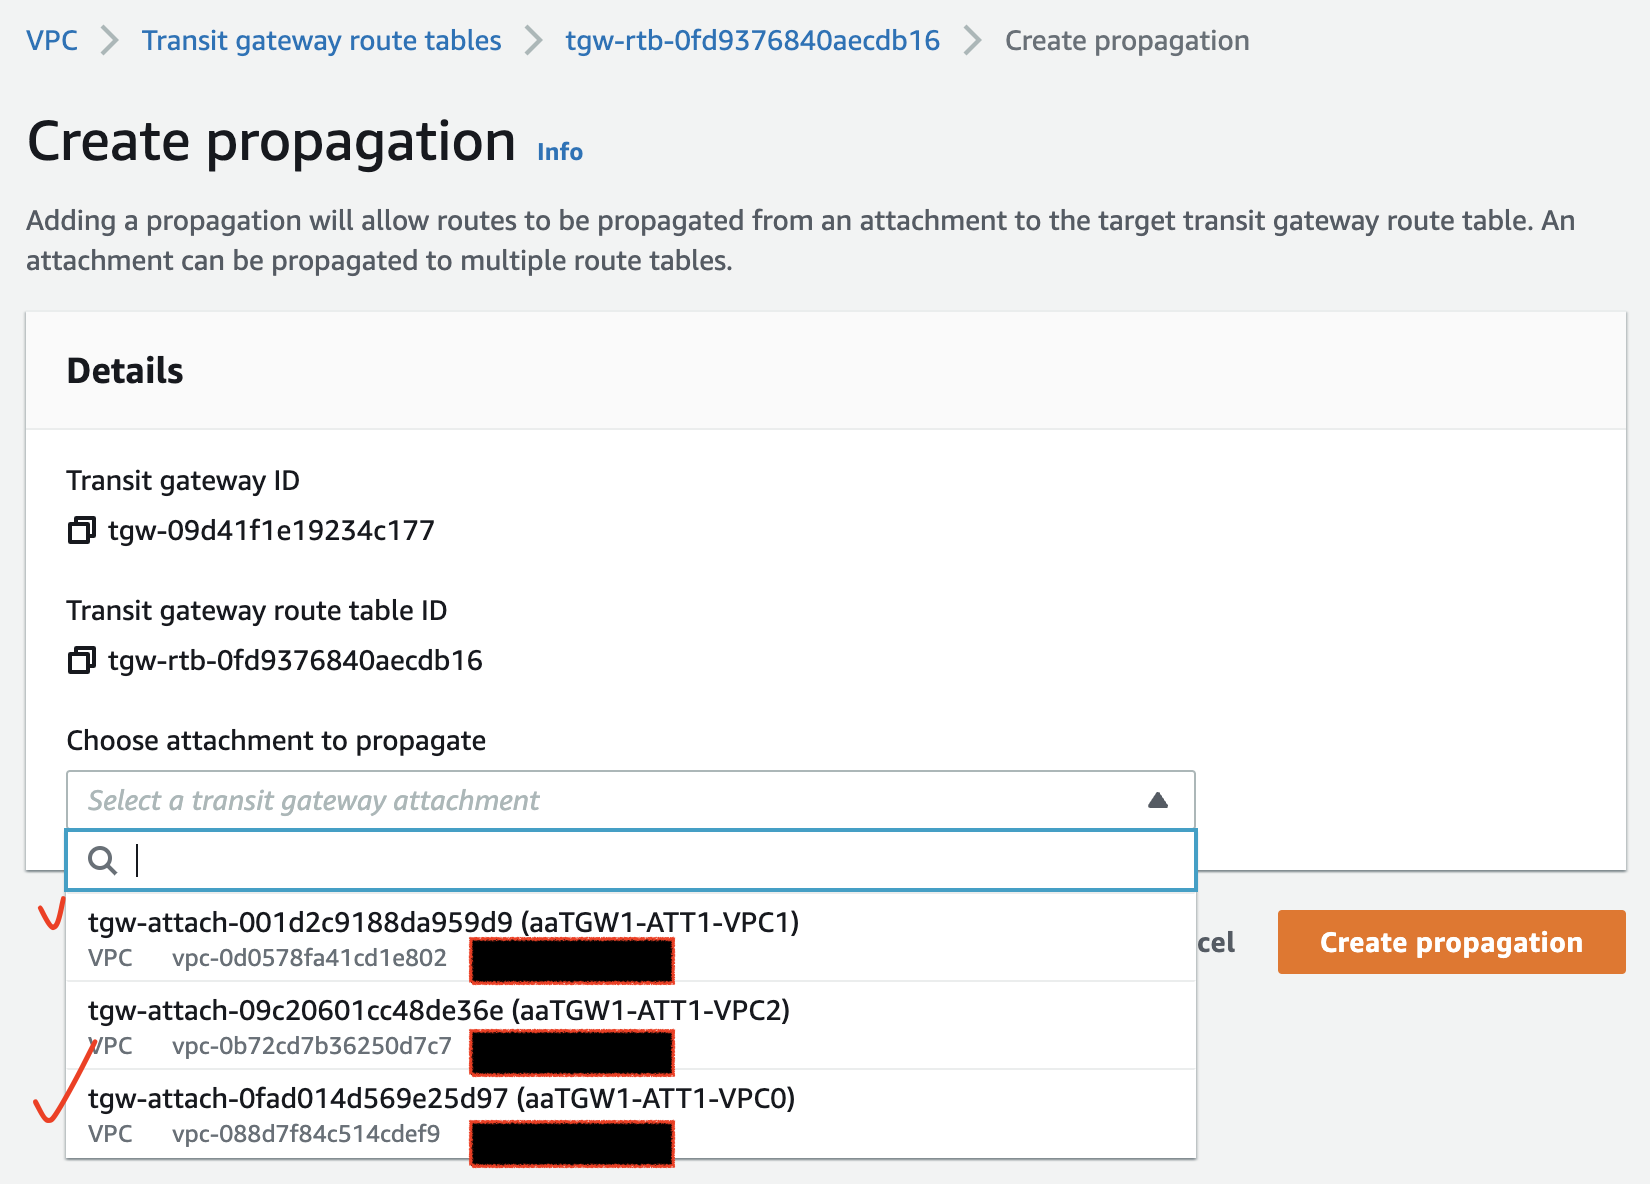 VPC > Transit gateway route tables > tgw-rtb-0fd9376840aecdb16 > Create propagation
Create propagation Info
Adding a propagation will allow routes to be propagated from an attachment to the target transit gateway route table. An
attachment can be propagated to multiple route tables.
Details
Transit gateway ID
tgw-09d41f1e19234c177
Transit gateway route table ID
tgw-rtb-0fd9376840aecdb16
Choose attachment to propagate
Select a transit gateway attachment
tgw-attach-001d2c9188da959d9 (aaTGW1-ATT1-VPC1)
VPC vpc-0d0578fa41cd1e802
cel Create propagation
tgw-attach-09c20601cc48de36e (aaTGW1-ATT1-VPC2)
VPC vpc-0b72cd7b36250d7c7
tgw-attach-0fad014d569e25d97 (aaTGW1-ATT1-VPC0)
VPC vpc-088d7f84c514cdef9